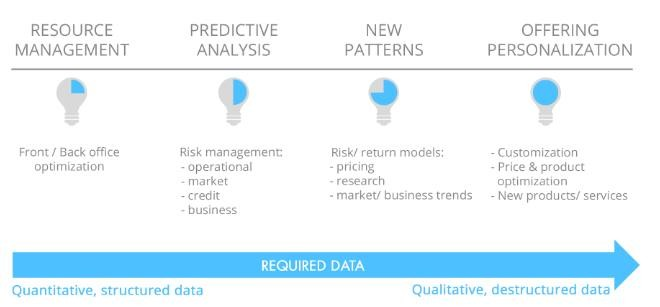 RESOURCE
MANAGEMENT
PREDICTIVE
ANALYSIS
NEW
PATTERNS
OFFERING
PERSONALIZATION
Front / Back office
optimization
Risk management:
- operational
- market
- credit
- business
Risk/ return models:
- pricing
- research
- market/ business trends
- Customization
- Price & product
optimization
- New products/ services
REQUIRED DATA
Quantitative, structured data
Qualitative, destructured data